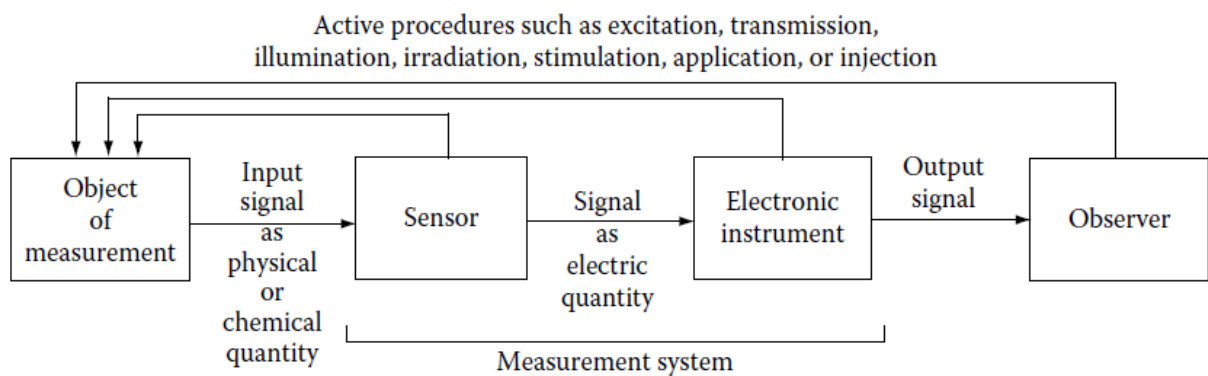 Active procedures such as excitation, transmission,
illumination, irradiation, stimulation, application, or injection
Object
of
measurement
Input
signal
as
physical
or
chemical
quantity
Sensor
Signal
as
electric
quantity
Electronic
instrument
Output
signal
Observer
Measurement system